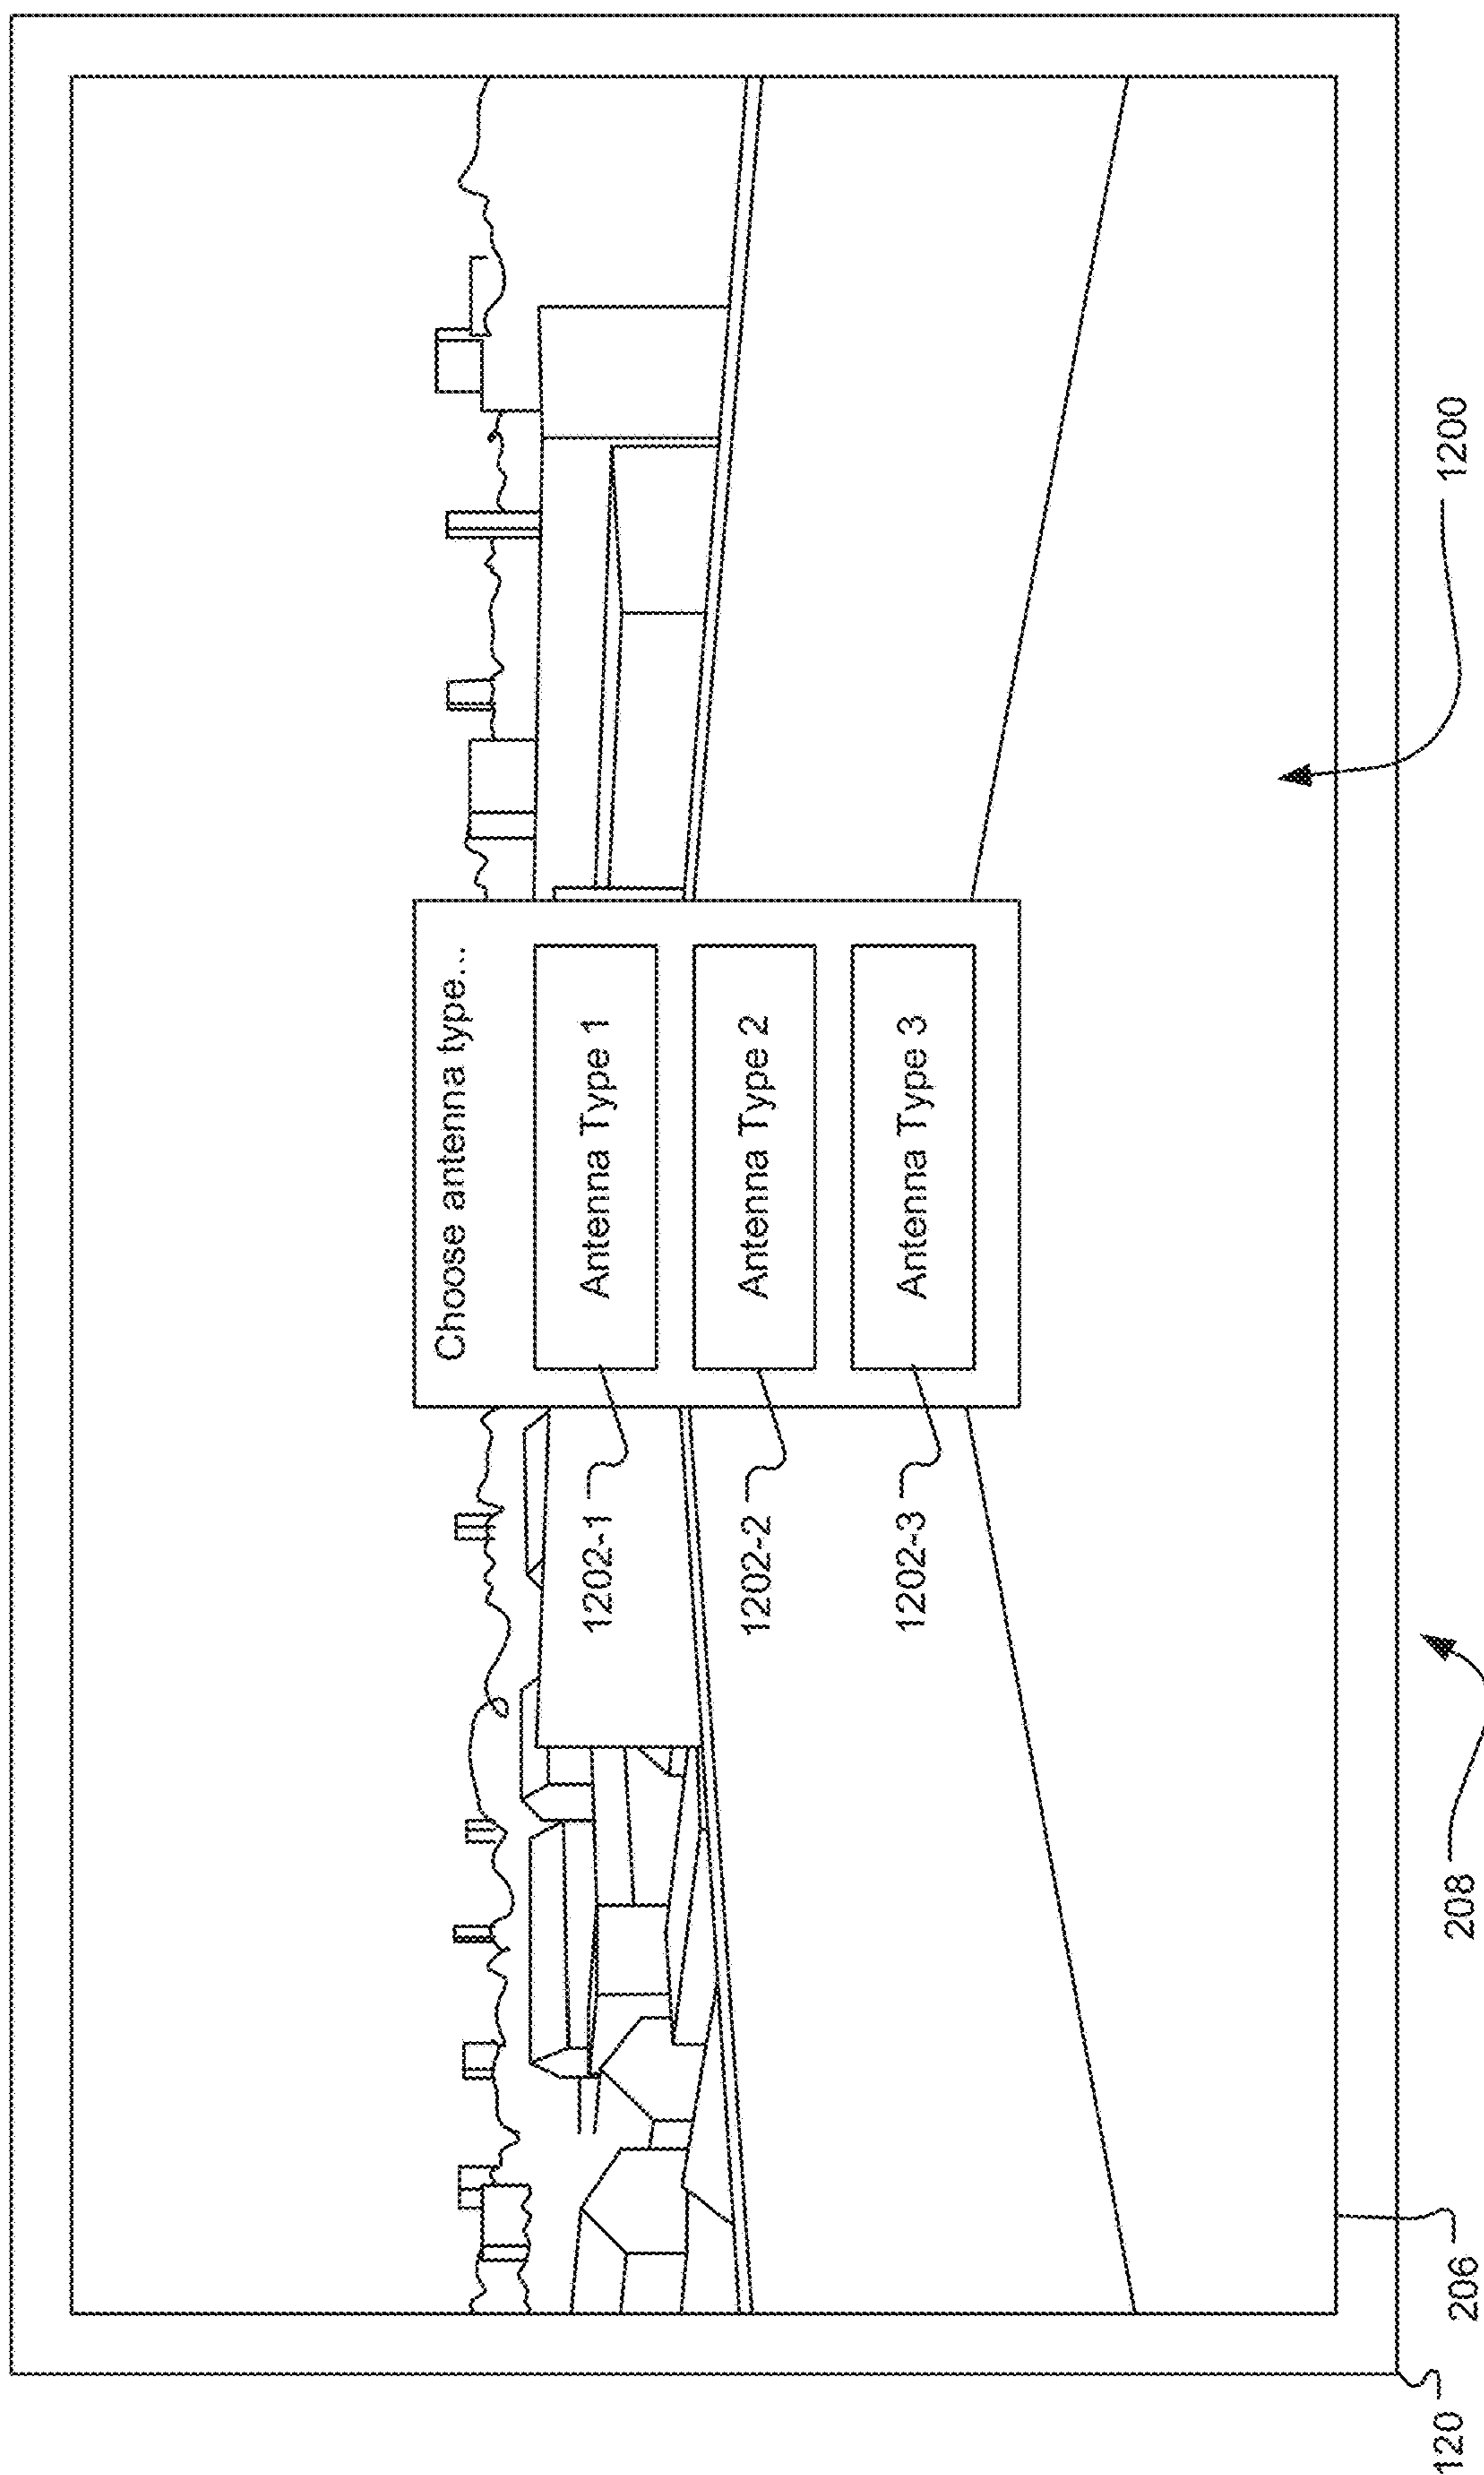 Choose antenna type...
Antenna Type 1
Antenna Type 2
Antenna Type 3
1202-1
1202-2
1202-3
1200
208
206
120